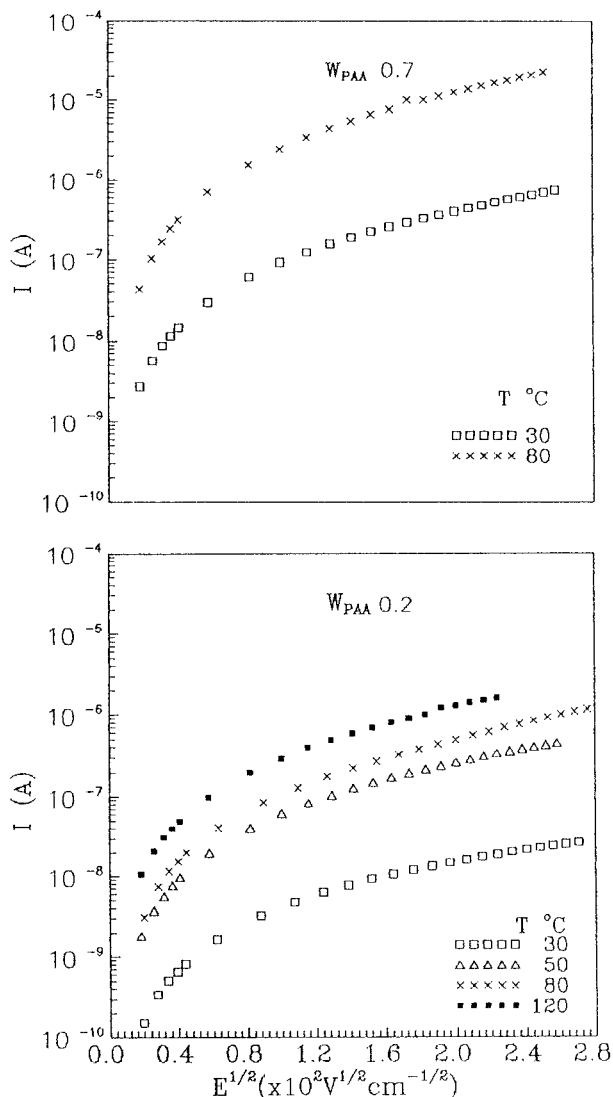 10⁻⁴
W_PAA 0.7
10⁻⁵
10⁻⁶
I (A)
10⁻⁷
10⁻⁸
10⁻⁹
T °C
30
80
10⁻¹⁰
10⁻⁴
W_PAA 0.2
10⁻⁵
10⁻⁶
I (A)
10⁻⁷
10⁻⁸
T °C
30
10⁻⁹
50
80
120
10⁻¹⁰
0.0 0.4 0.8 1.2 1.6 2.0 2.4 2.8
E^1/2(x10²V^1/2cm^-1/2)